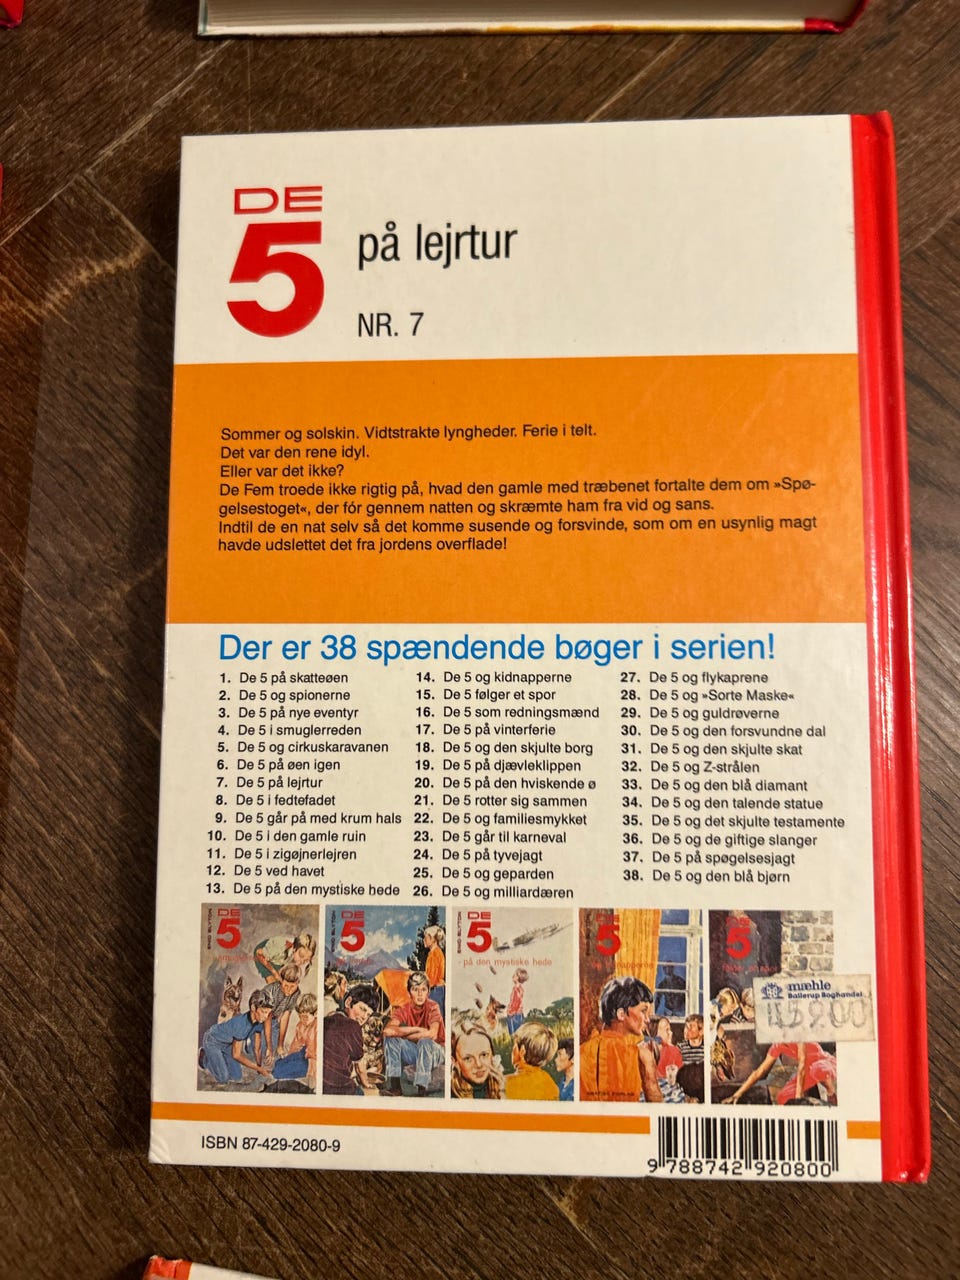 DE
5
på lejrtur
NR. 7
Sommer og solskin. Vidtstrakte lyngheder. Ferie i telt.
Det var den rene idyl.
Eller var det ikke?
De Fem troede ikke rigtig på, hvad den gamle med træbenet fortalte dem om »Spø-
gelsestoget«, der fór gennem natten og skræmte ham fra vid og sans.
Indtil de en nat selv så det komme susende og forsvinde, som om en usynlig magt
havde udslettet det fra jordens overflade!
Der er 38 spændende bøger i serien!
1. De 5 på skatteøen
2. De 5 og spionerne
3. De 5 på nye eventyr
4. De 5 i smuglerreden
5. De 5 og cirkuskaravanen
6. De 5 på øen igen
7. De 5 på lejrtur
8. De 5 i fedtefadet
9. De 5 går på med krum hals
10. De 5 i den gamle ruin
11. De 5 i zigøjnerlejren
12. De 5 ved havet
13. De 5 på den mystiske hede
14. De 5 og kidnapperne
15. De 5 følger et spor
16. De 5 som redningsmænd
17. De 5 på vinterferie
18. De 5 og den skjulte borg
19. De 5 på djævleklippen
20. De 5 på den hviskende ø
21. De 5 rotter sig sammen
22. De 5 og familiesmykket
23. De 5 går til karneval
24. De 5 på tyvejagt
25. De 5 og geparden
26. De 5 og milliardæren
27. De 5 og flykaprene
28. De 5 og »Sorte Maske«
29. De 5 og guldrøverne
30. De 5 og den forsvundne dal
31. De 5 og den skjulte skat
32. De 5 og Z-strålen
33. De 5 og den blå diamant
34. De 5 og den talende statue
35. De 5 og det skjulte testamente
36. De 5 og de giftige slanger
37. De 5 på spøgelsesjagt
38. De 5 og den blå bjørn
ENID BLYTON
DE
5
ENID BLYTON
DE
5
ENID BLYTON
DE
5
- på den mystiske hede
DE
5
DE
5
mæhle
Ballerup Boghandel
ISBN 87-429-2080-9
9 788742 920800